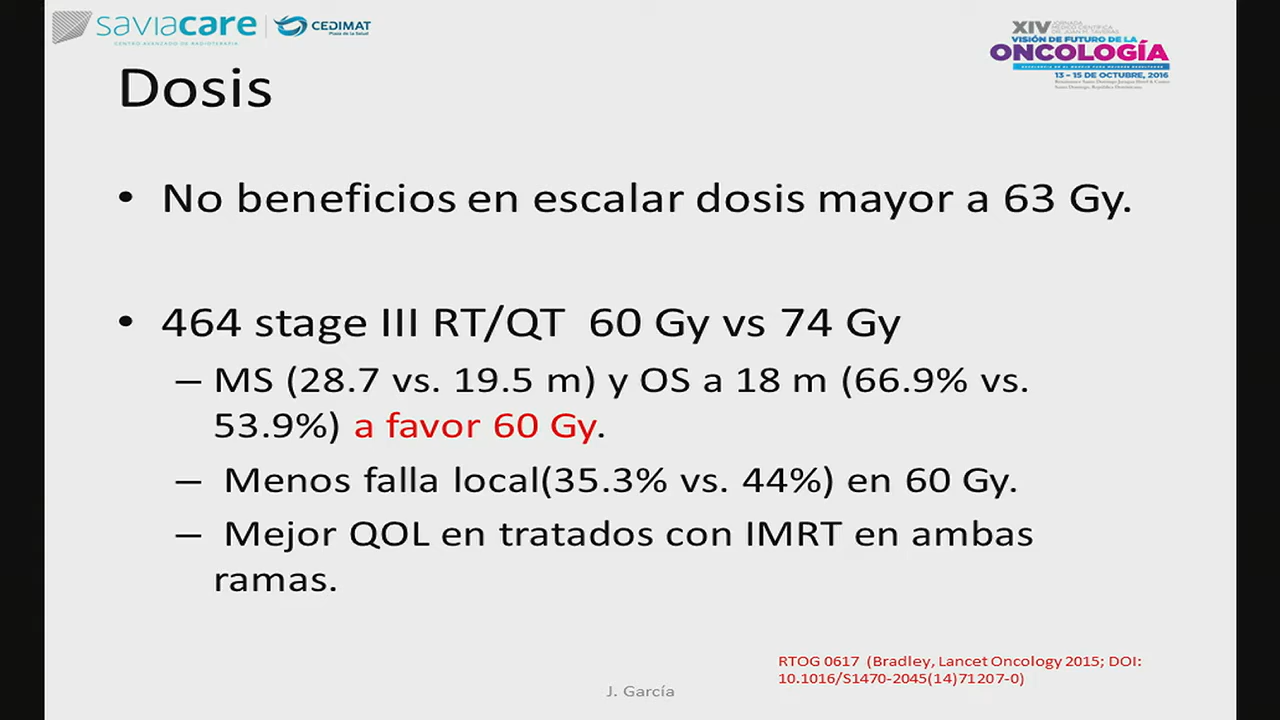 saviacare
CENTRO AVANZADO DE RADIOTERAPIA
CEDIMAT
Plaza de la Salud
XIV JORNADA
VISIÓN DE FUTURO DE LA
ONCOLOGÍA
13 – 15 DE OCTUBRE, 2016
Dosis
• No beneficios en escalar dosis mayor a 63 Gy.
• 464 stage III RT/QT 60 Gy vs 74 Gy
– MS (28.7 vs. 19.5 m) y OS a 18 m (66.9% vs.
53.9%) a favor 60 Gy.
– Menos falla local(35.3% vs. 44%) en 60 Gy.
– Mejor QOL en tratados con IMRT en ambas
ramas.
RTOG 0617 (Bradley, Lancet Oncology 2015; DOI:
10.1016/S1470-2045(14)71207-0)
J. García